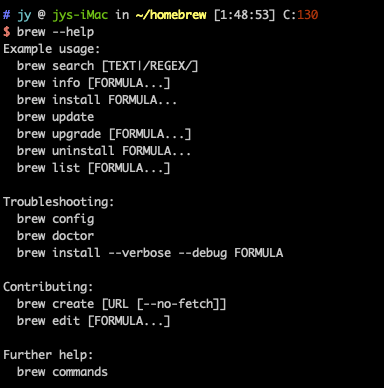 # jy @ jys-iMac in ~/homebrew [1:48:53] C:130
$ brew --help
Example usage:
  brew search [TEXT|/REGEX/]
  brew info [FORMULA...]
  brew install FORMULA...
  brew update
  brew upgrade [FORMULA...]
  brew uninstall FORMULA...
  brew list [FORMULA...]

Troubleshooting:
  brew config
  brew doctor
  brew install --verbose --debug FORMULA

Contributing:
  brew create [URL [--no-fetch]]
  brew edit [FORMULA...]

Further help:
  brew commands